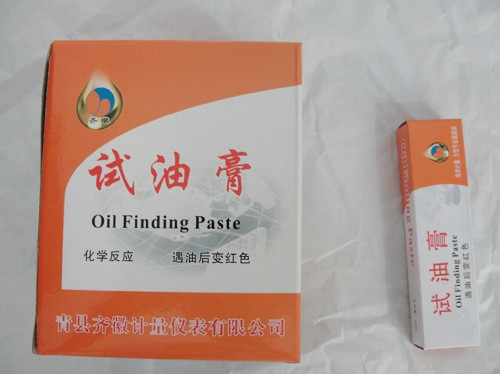 齐徽
试油膏
Oil Finding Paste
化学反应 遇油后变红色
青县齐徽计量仪表有限公司
试油膏
Oil Finding Paste
遇油后变红色